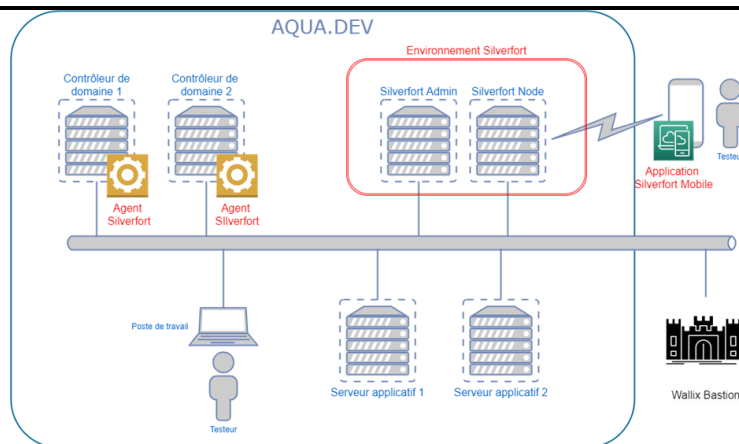 AQUA.DEV
Environnement Silverfort
Contrôleur de
domaine 1
Contrôleur de
domaine 2
Silverfort Admin
Silverfort Node
Testeur
Agent
Silverfort
Agent
SIlverfort
Application
Silverfort Mobile
Poste de travail
Testeur
Serveur applicatif 1
Serveur applicatif 2
Wallix Bastion